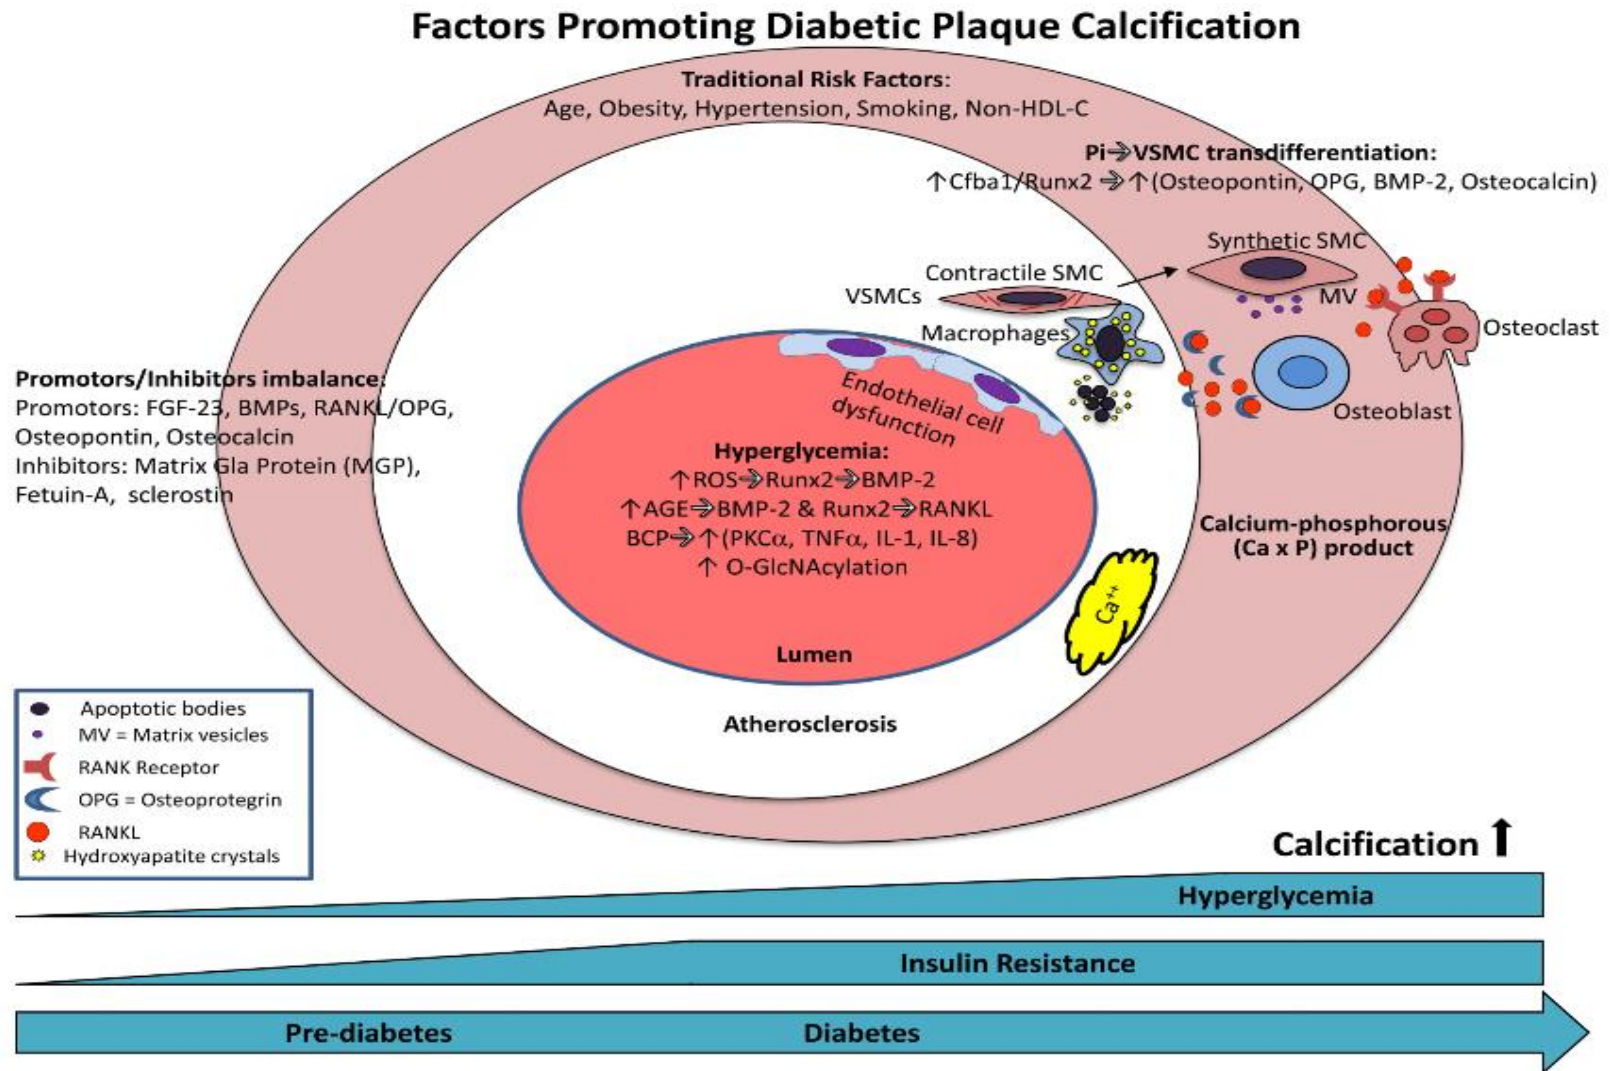 Factors Promoting Diabetic Plaque Calcification
Traditional Risk Factors:
Age, Obesity, Hypertension, Smoking, Non-HDL-C
Pi➔VSMC transdifferentiation:
↑Cfba1/Runx2 ➔ ↑(Osteopontin, OPG, BMP-2, Osteocalcin)
Synthetic SMC
Contractile SMC
VSMCs
MV
Macrophages
Osteoclast
Osteoblast
Promotors/Inhibitors imbalance:
Promotors: FGF-23, BMPs, RANKL/OPG,
Osteopontin, Osteocalcin
Inhibitors: Matrix Gla Protein (MGP),
Fetuin-A, sclerostin
Endothelial cell
dysfunction
Hyperglycemia:
↑ROS➔Runx2➔BMP-2
↑AGE➔BMP-2 & Runx2➔RANKL
BCP➔↑(PKCα, TNFα, IL-1, IL-8)
↑ O-GlcNAcylation
Lumen
Calcium-phosphorous
(Ca x P) product
Ca++
Atherosclerosis
Apoptotic bodies
MV = Matrix vesicles
RANK Receptor
OPG = Osteoprotegrin
RANKL
Hydroxyapatite crystals
Calcification ⬆
Hyperglycemia
Insulin Resistance
Pre-diabetes Diabetes